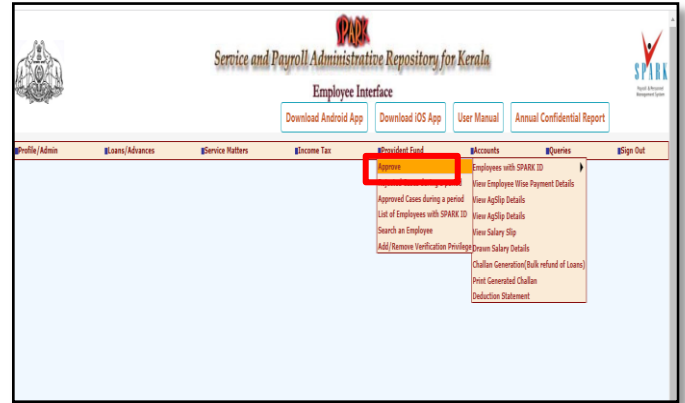 SPARK
Service and Payroll Administrative Repository for Kerala
SPARK
Payroll & Personnel
Management System
Employee Interface
Download Android App
Download iOS App
User Manual
Annual Confidential Report
Profile/Admin
Loans/Advances
Service Matters
Income Tax
Provident Fund
Accounts
Queries
Sign Out
Approve
during a period
Approved Cases during a period
List of Employees with SPARK ID
Search an Employee
Add/Remove Verification Privilege
Employees with SPARK ID
View Employee Wise Payment Details
View AgSlip Details
View AgSlip Details
View Salary Slip
Drawn Salary Details
Challan Generation(Bulk refund of Loans)
Print Generated Challan
Deduction Statement